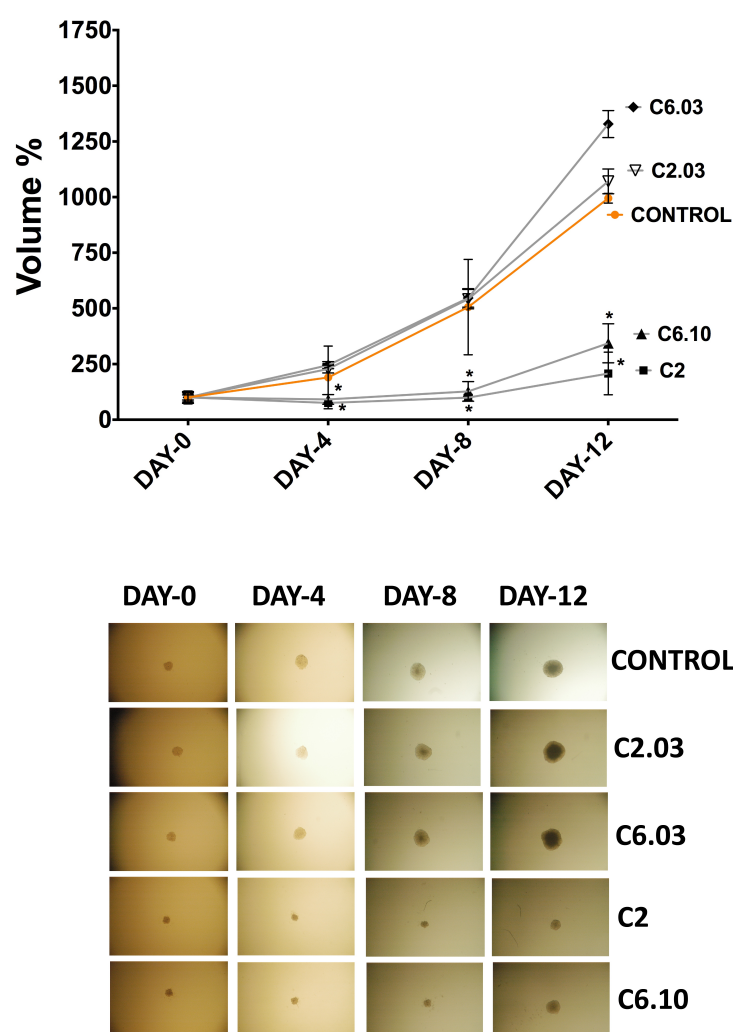 1750
1500
1250
1000
750
500
250
0
Volume %
C6.03
C2.03
CONTROL
*
C6.10
*
C2
*
*
*
*
DAY-0
DAY-4
DAY-8
DAY-12
DAY-0 DAY-4 DAY-8 DAY-12
CONTROL
C2.03
C6.03
C2
C6.10